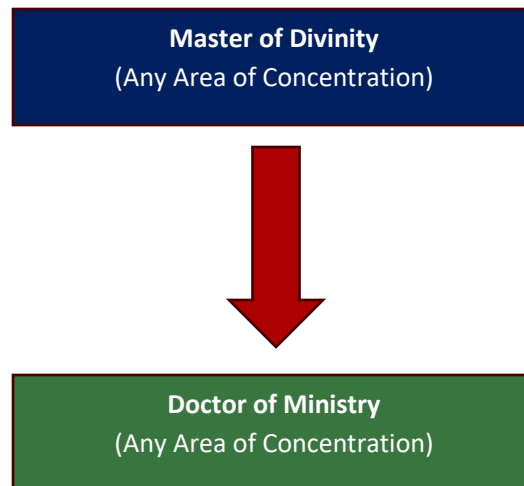 Master of Divinity
(Any Area of Concentration)
Doctor of Ministry
(Any Area of Concentration)